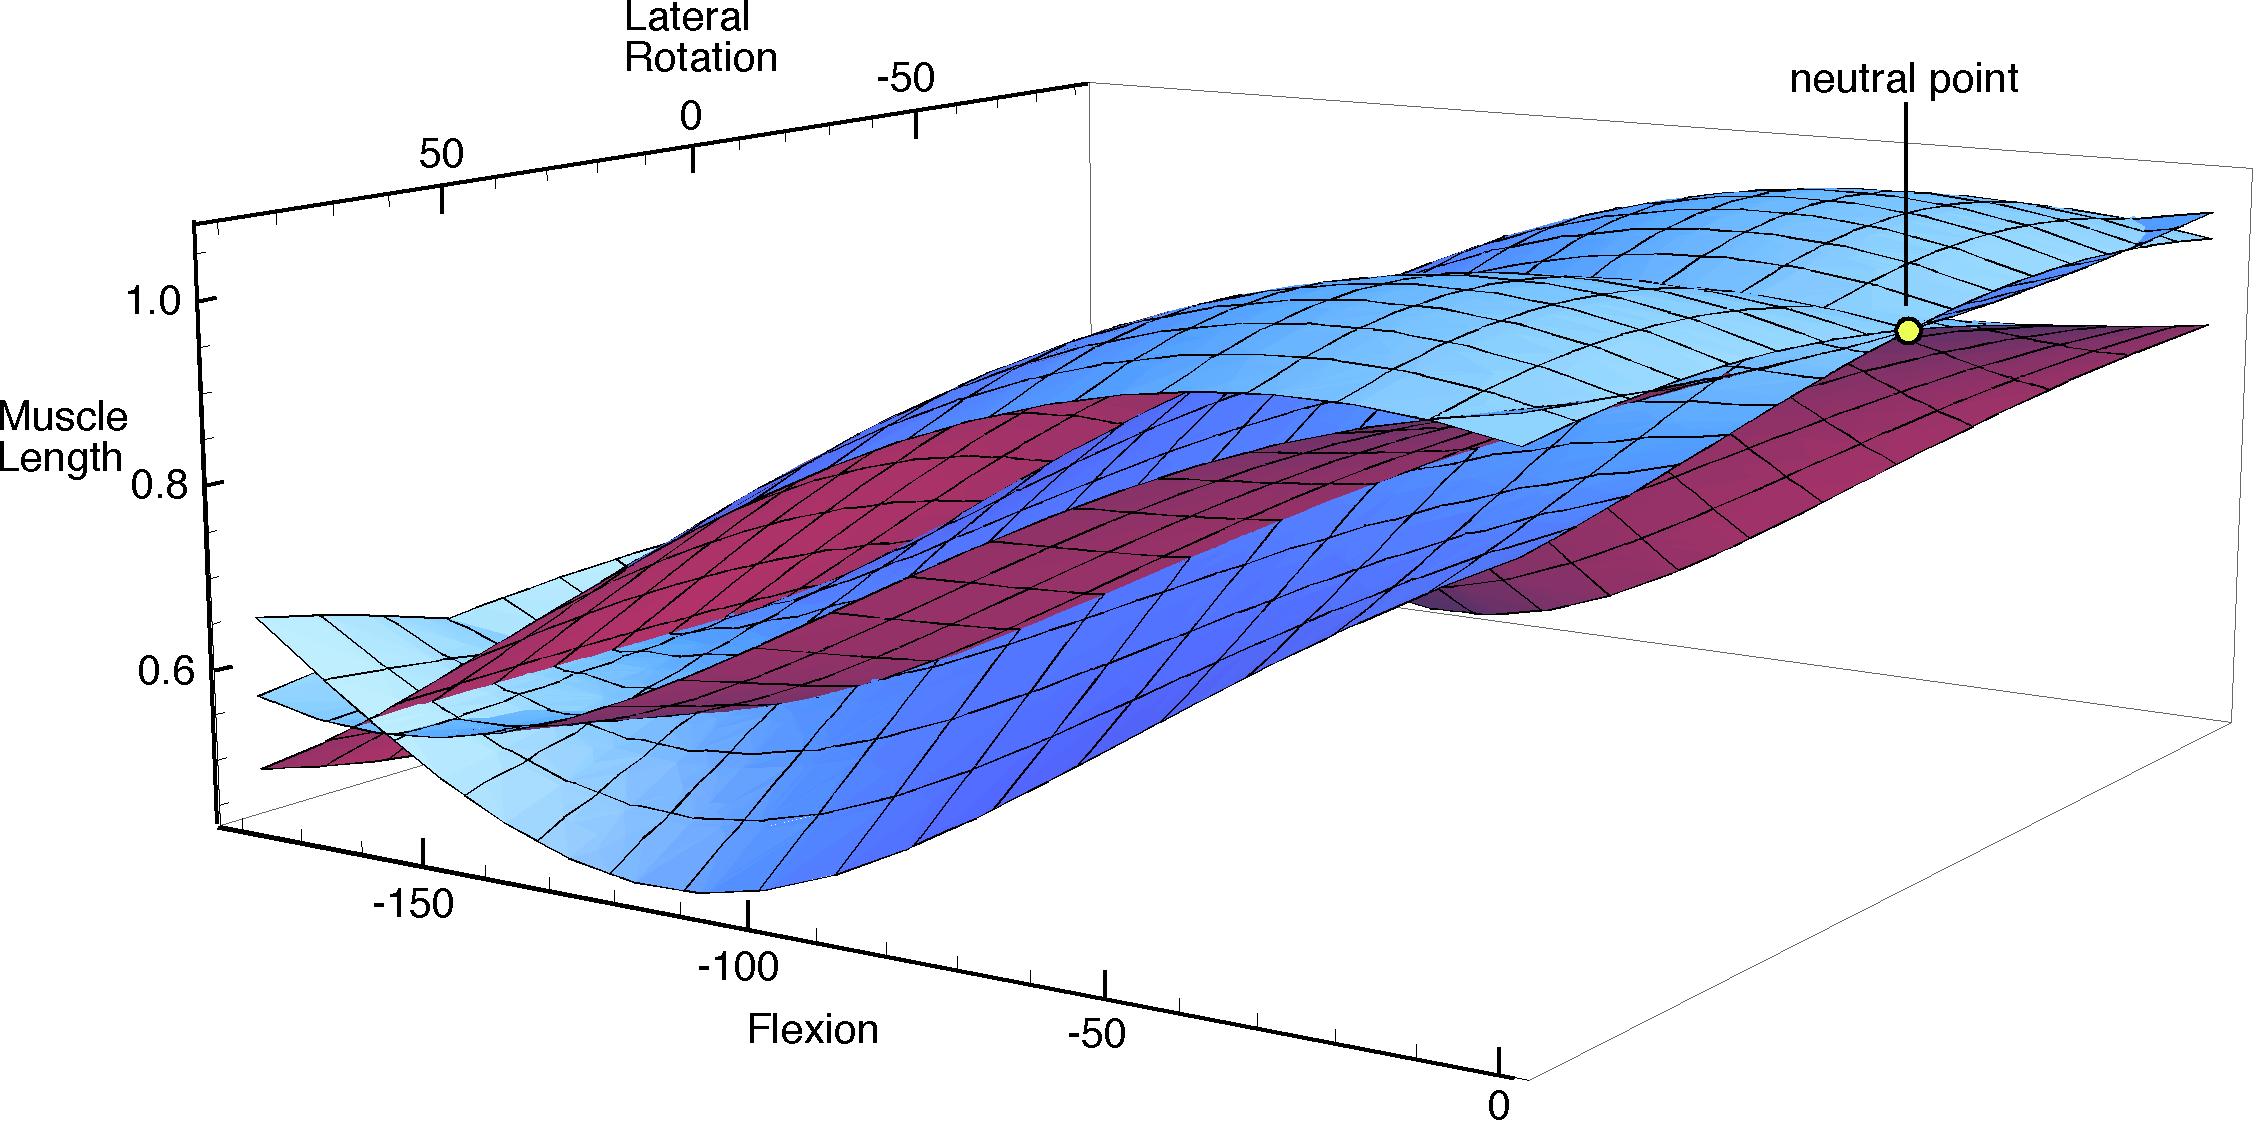 Lateral
Rotation
-50
0
50
neutral point
1.0
Muscle
Length
0.8
0.6
-150
-100
Flexion
-50
0